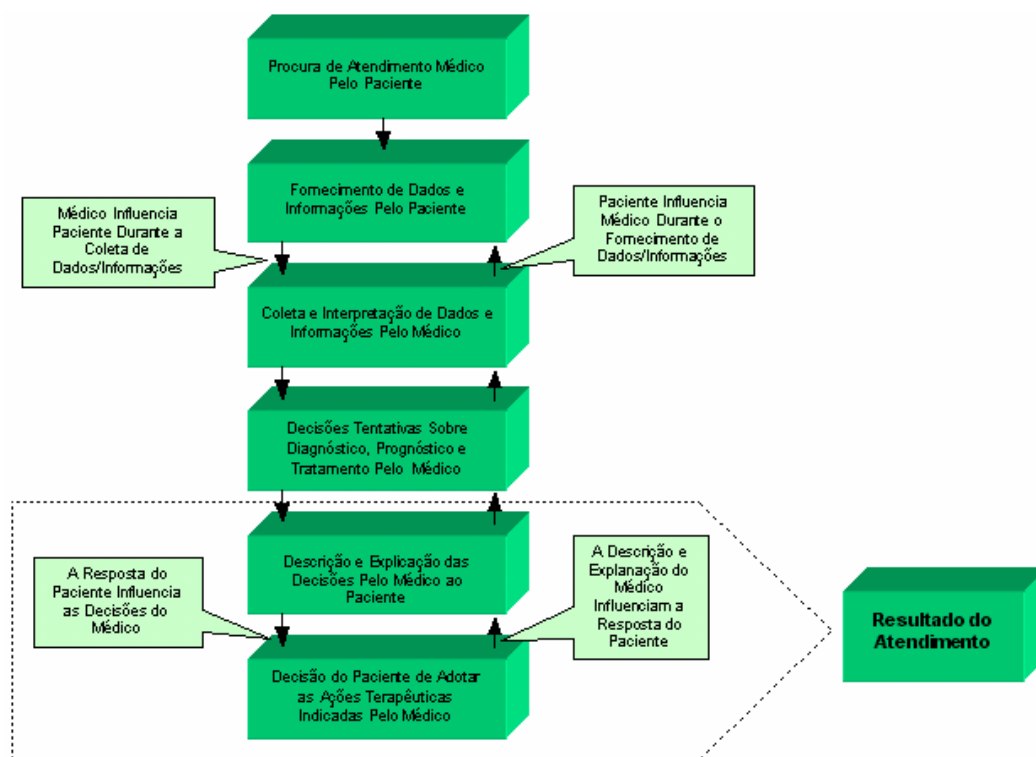 Procura de Atendimento Médico
Pelo Paciente
Fornecimento de Dados e
Informações Pelo Paciente
Médico Influencia
Paciente Durante a
Coleta de
Dados/Informações
Paciente Influencia
Médico Durante o
Fornecimento de
Dados/Informações
Coleta e Interpretação de Dados e
Informações Pelo Médico
Decisões Tentativas Sobre
Diagnóstico, Prognóstico e
Tratamento Pelo Médico
Descrição e Explicação das
Decisões Pelo Médico ao
Paciente
A Resposta do
Paciente Influencia
as Decisões do
Médico
A Descrição e
Explanação do
Médico
Influenciam a
Resposta do
Paciente
Decisão do Paciente de Adotar
as Ações Terapêuticas
Indicadas Pelo Médico
Resultado do
Atendimento